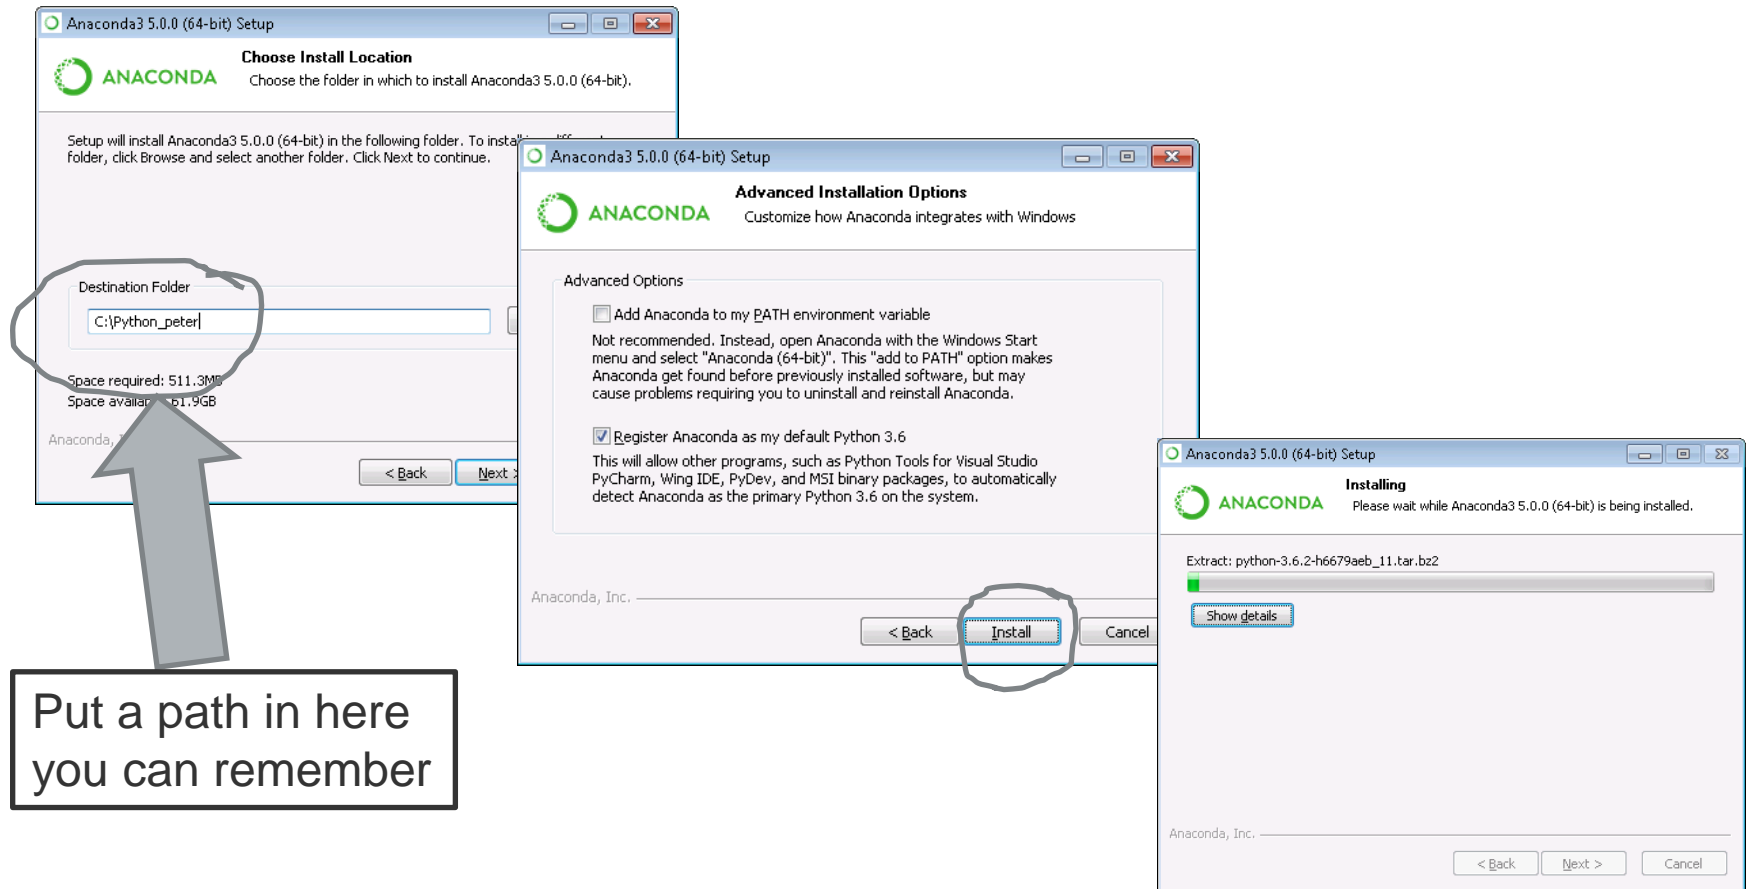 Anaconda3 5.0.0 (64-bit) Setup
ANACONDA
Choose Install Location
Choose the folder in which to install Anaconda3 5.0.0 (64-bit).
Setup will install Anaconda3 5.0.0 (64-bit) in the following folder. To
folder, click Browse and select another folder. Click Next to continue.
Destination Folder
C:\Python_peter
Space required: 511.3MB
Space 61.9GB
Anaconda,
< Back
Next >
Put a path in here
you can remember
Anaconda3 5.0.0 (64-bit) Setup
ANACONDA
Advanced Installation Options
Customize how Anaconda integrates with Windows
Advanced Options
Add Anaconda to my PATH environment variable
Not recommended. Instead, open Anaconda with the Windows Start
menu and select "Anaconda (64-bit)". This "add to PATH" option makes
Anaconda get found before previously installed software, but may
cause problems requiring you to uninstall and reinstall Anaconda.
Register Anaconda as my default Python 3.6
This will allow other programs, such as Python Tools for Visual Studio
PyCharm, Wing IDE, PyDev, and MSI binary packages, to automatically
detect Anaconda as the primary Python 3.6 on the system.
Anaconda, Inc.
< Back
Install
Cancel
Anaconda3 5.0.0 (64-bit) Setup
ANACONDA
Installing
Please wait while Anaconda3 5.0.0 (64-bit) is being installed.
Extract: python-3.6.2-h6679aeb_11.tar.bz2
Show details
Anaconda, Inc.
< Back
Next >
Cancel